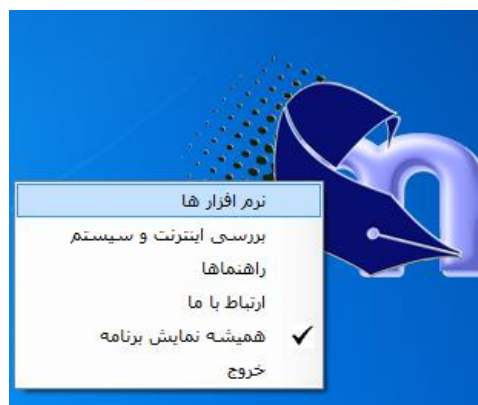 نرم افزار ها
بررسی اینترنت و سیستم
راهنماها
ارتباط با ما
همیشه نمایش برنامه
خروج
n